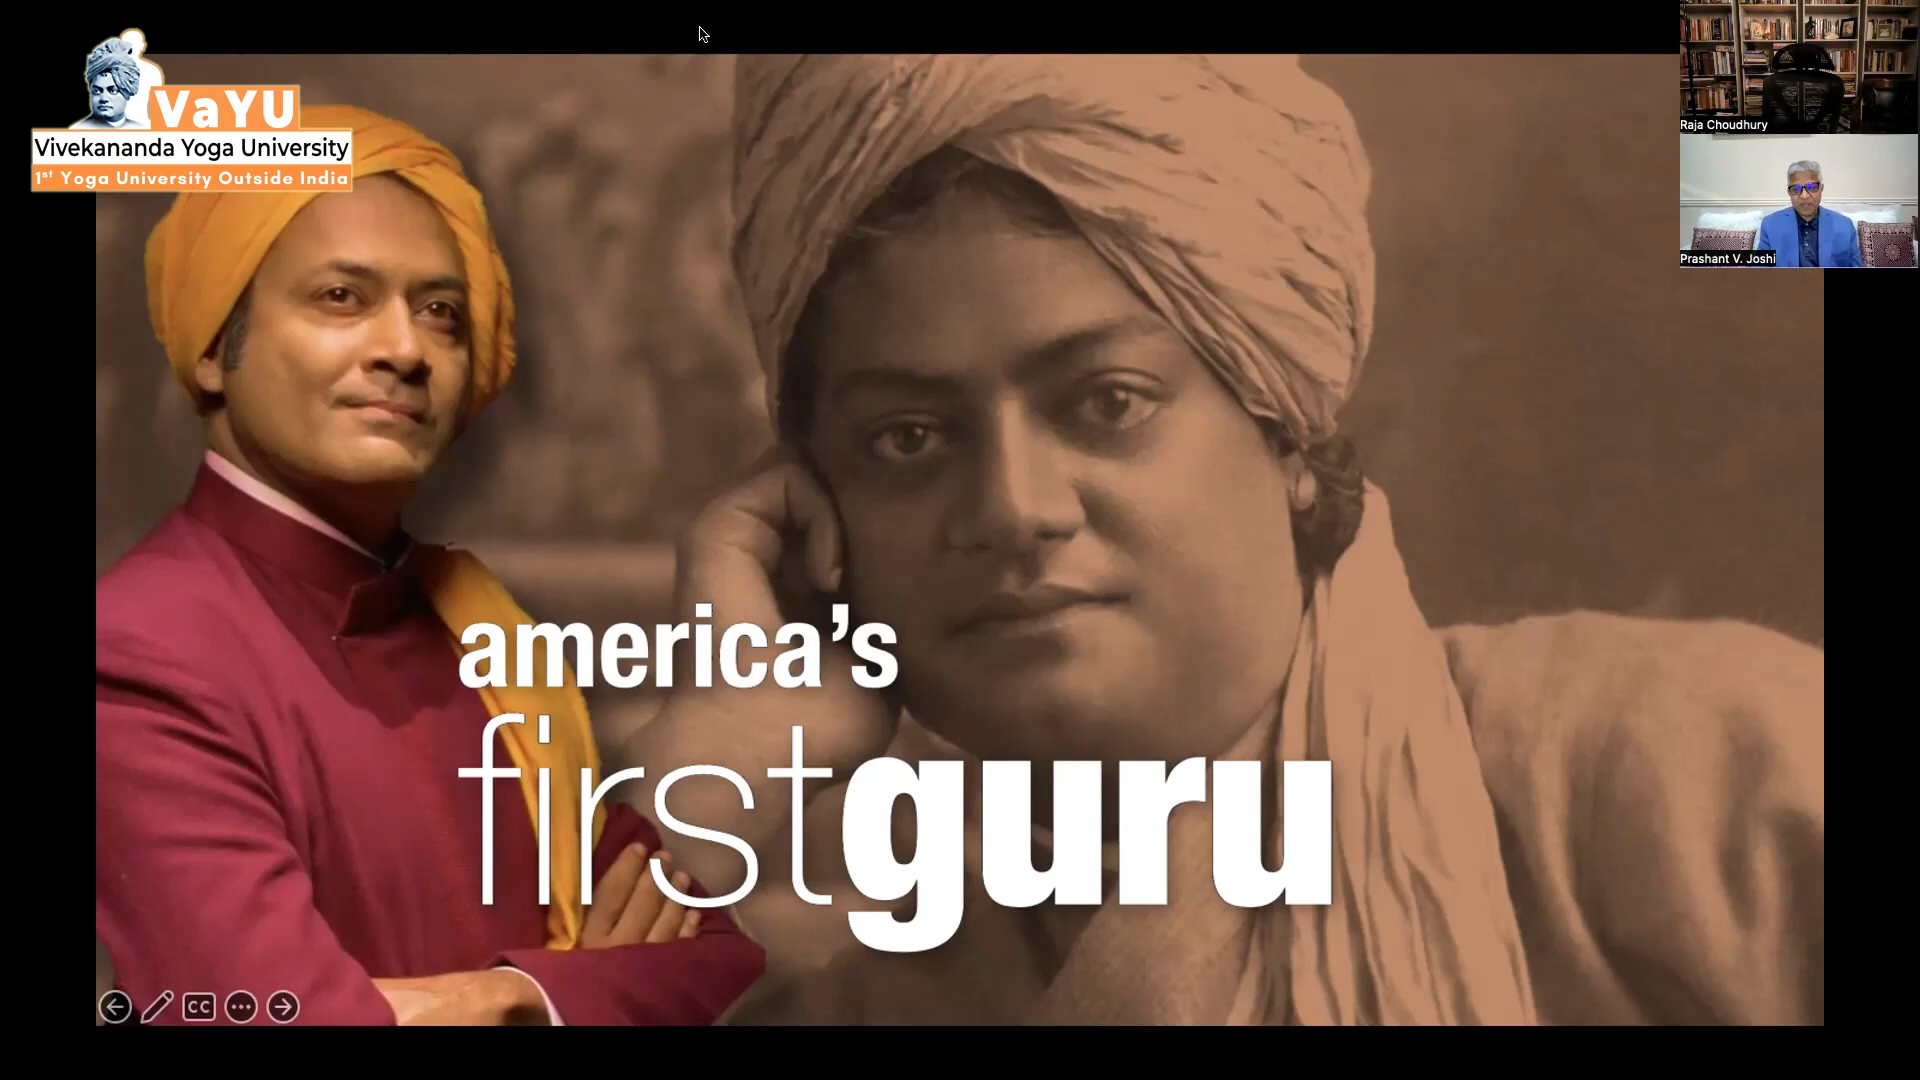 VaYU
Vivekananda Yoga University
1st Yoga University Outside India
Raja Choudhury
Prashant V. Joshi
america's
firstguru
CC